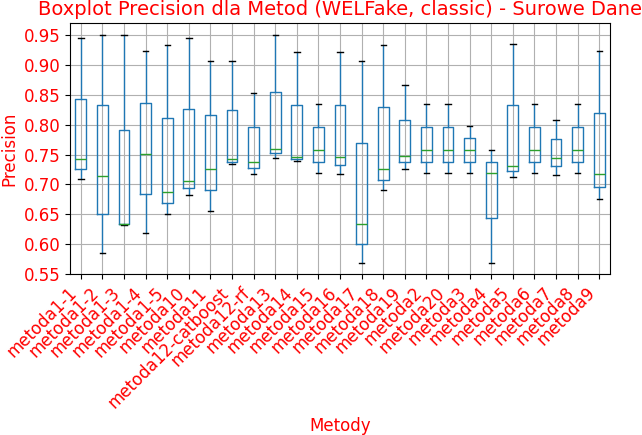 Boxplot Precision dla Metod (WELFake, classic) - Surowe Dane
Precision
0.95
0.90
0.85
0.80
0.75
0.70
0.65
0.60
0.55
metoda1-1
metoda1-2
metoda1-3
metoda1-4
metoda1-5
metoda10
metoda11
metoda12-catboost
metoda12-rf
metoda13
metoda14
metoda15
metoda16
metoda17
metoda18
metoda19
metoda2
metoda20
metoda3
metoda4
metoda5
metoda6
metoda7
metoda8
metoda9
Metody